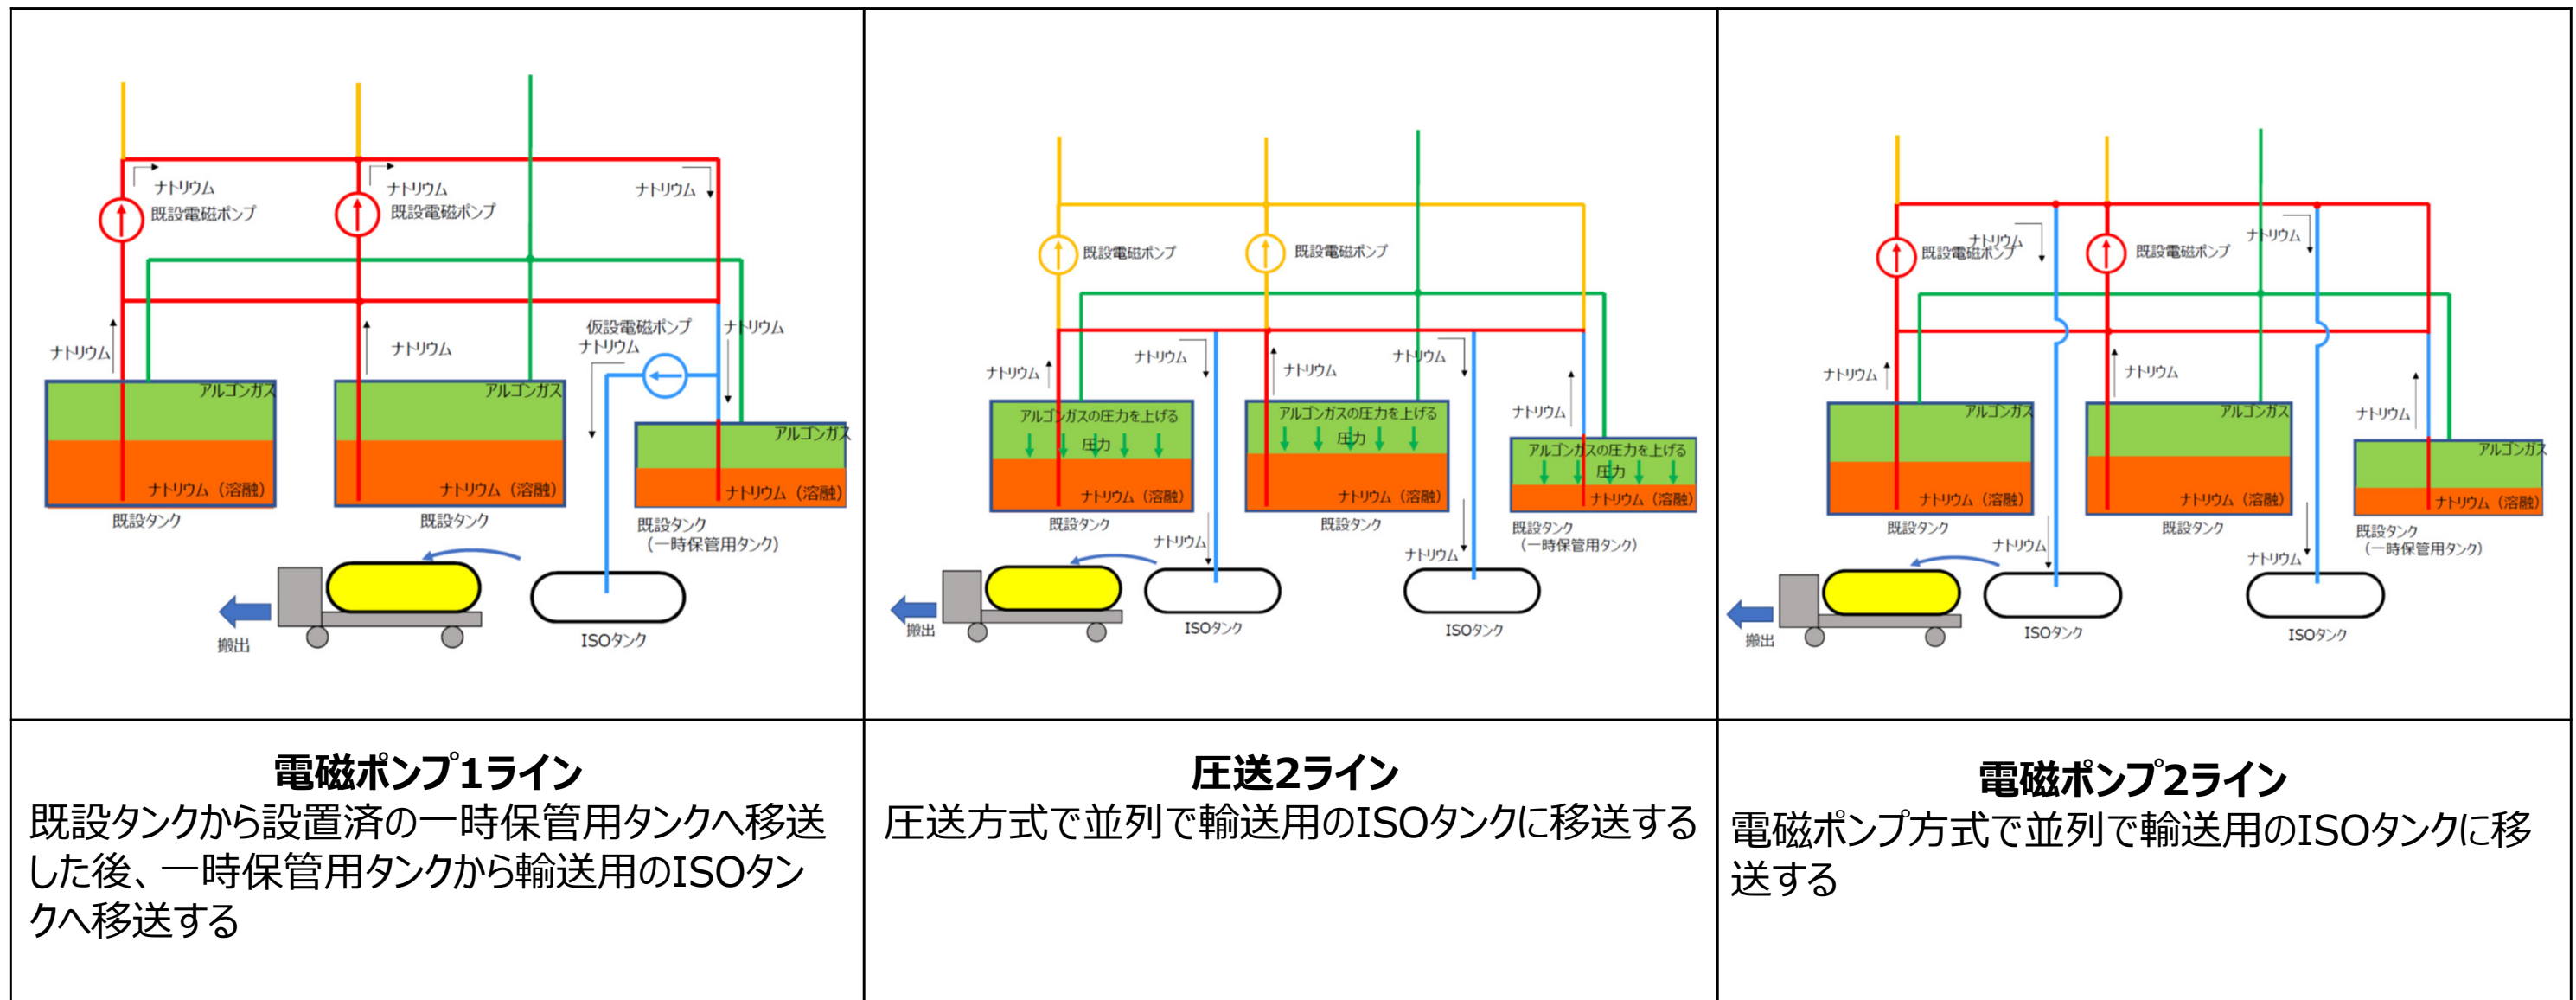 ナトリウム
ナトリウム
ナトリウム
既設電磁ポンプ
既設電磁ポンプ
仮設電磁ポンプ
ナトリウム
ナトリウム
ナトリウム
ナトリウム
アルゴンガス
アルゴンガス
アルゴンガス
ナトリウム（溶融）
ナトリウム（溶融）
ナトリウム（溶融）
既設タンク
既設タンク
既設タンク
（一時保管用タンク）
搬出
ISOタンク
電磁ポンプ1ライン
既設タンクから設置済の一時保管用タンクへ移送
した後、一時保管用タンクから輸送用のISOタン
クへ移送する
既設電磁ポンプ
既設電磁ポンプ
ナトリウム
ナトリウム
ナトリウム
ナトリウム
ナトリウム
アルゴンガスの圧力を上げる
圧力
アルゴンガスの圧力を上げる
圧力
アルゴンガスの圧力を上げる
圧力
ナトリウム（溶融）
ナトリウム（溶融）
ナトリウム（溶融）
既設タンク
既設タンク
既設タンク
（一時保管用タンク）
ナトリウム
ナトリウム
搬出
ISOタンク
ISOタンク
圧送2ライン
圧送方式で並列で輸送用のISOタンクに移送する
ナトリウム
ナトリウム
既設電磁ポンプ
既設電磁ポンプ
ナトリウム
ナトリウム
ナトリウム
アルゴンガス
アルゴンガス
アルゴンガス
ナトリウム（溶融）
ナトリウム（溶融）
ナトリウム（溶融）
既設タンク
既設タンク
既設タンク
（一時保管用タンク）
ナトリウム
ナトリウム
搬出
ISOタンク
ISOタンク
電磁ポンプ2ライン
電磁ポンプ方式で並列で輸送用のISOタンクに移
送する